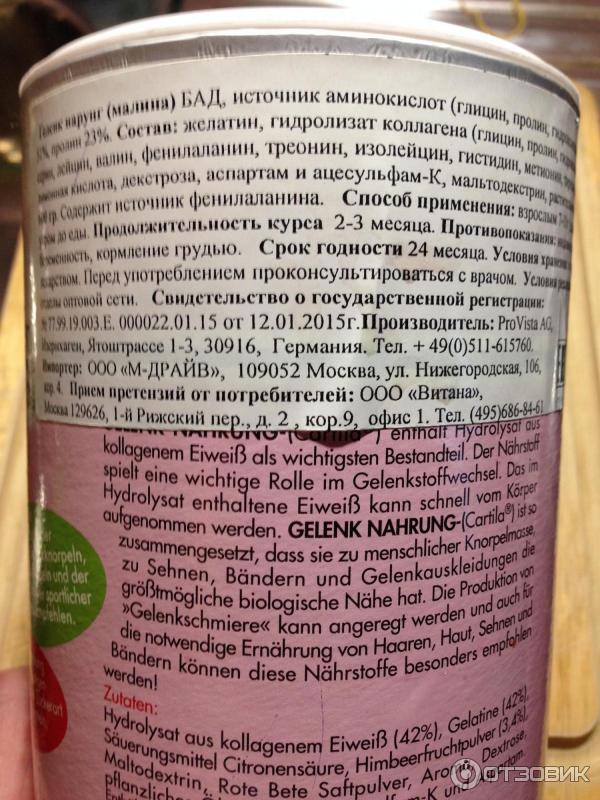 Геленк нарунг (малина) БАД, источник аминокислот (глицин, пролин,
пролин 23%. Состав: желатин, гидролизат коллагена (глицин, пролин,
лейцин, валин, фенилаланин, треонин, изолейцин, гистидин, метионин,
кислота, декстроза, аспартам и ацесульфам-К, мальтодекстрин,
гр. Содержит источник фенилаланина. Способ применения: взрослым
до еды. Продолжительность курса 2-3 месяца. Противопоказания:
беременность, кормление грудью. Срок годности 24 месяца. Условия
Перед употреблением проконсультироваться с врачом. Условия
отделы оптовой сети. Свидетельство о государственной регистрации:
№77.99.19.003.Е. 000022.01.15 от 12.01.2015г.Производитель: ProVista AG,
Ятоштрассе 1-3, 30916, Германия. Тел. + 49(0)511-615760.
Импортер: ООО «М-ДРАЙВ», 109052 Москва, ул. Нижегородская, 106,
кор. 4. Прием претензий от потребителей: ООО «Витана»,
Москва 129626, 1-й Рижский пер., д. 2 , кор.9, офис 1. Тел. (495)686-84-61
GELENK NAHRUNG-(Cartila®) enthält Hydrolysat aus
kollagenem Eiweiß als wichtigsten Bestandteil. Der Nährstoff
spielt eine wichtige Rolle im Gelenkstoffwechsel. Das im
Hydrolysat enthaltene Eiweiß kann schnell vom Körper
aufgenommen werden. GELENK NAHRUNG-(Cartila®) ist so
zusammengesetzt, dass sie zu menschlicher Knorpelmasse,
zu Sehnen, Bändern und Gelenkauskleidungen die
größtmögliche biologische Nähe hat. Die Produktion von
»Gelenkschmiere« kann angeregt werden und auch für
die notwendige Ernährung von Haaren, Haut, Sehnen und
Bändern können diese Nährstoffe besonders empfohlen
werden!
Zutaten:
Hydrolysat aus kollagenem Eiweiß (42%), Gelatine (42%),
Säuerungsmittel Citronensäure, Himbeerfruchtpulver (3,4%),
Maltodextrin, Rote Bete Saftpulver, Dextrose,
und der
sportlicher
ОТЗОВИК